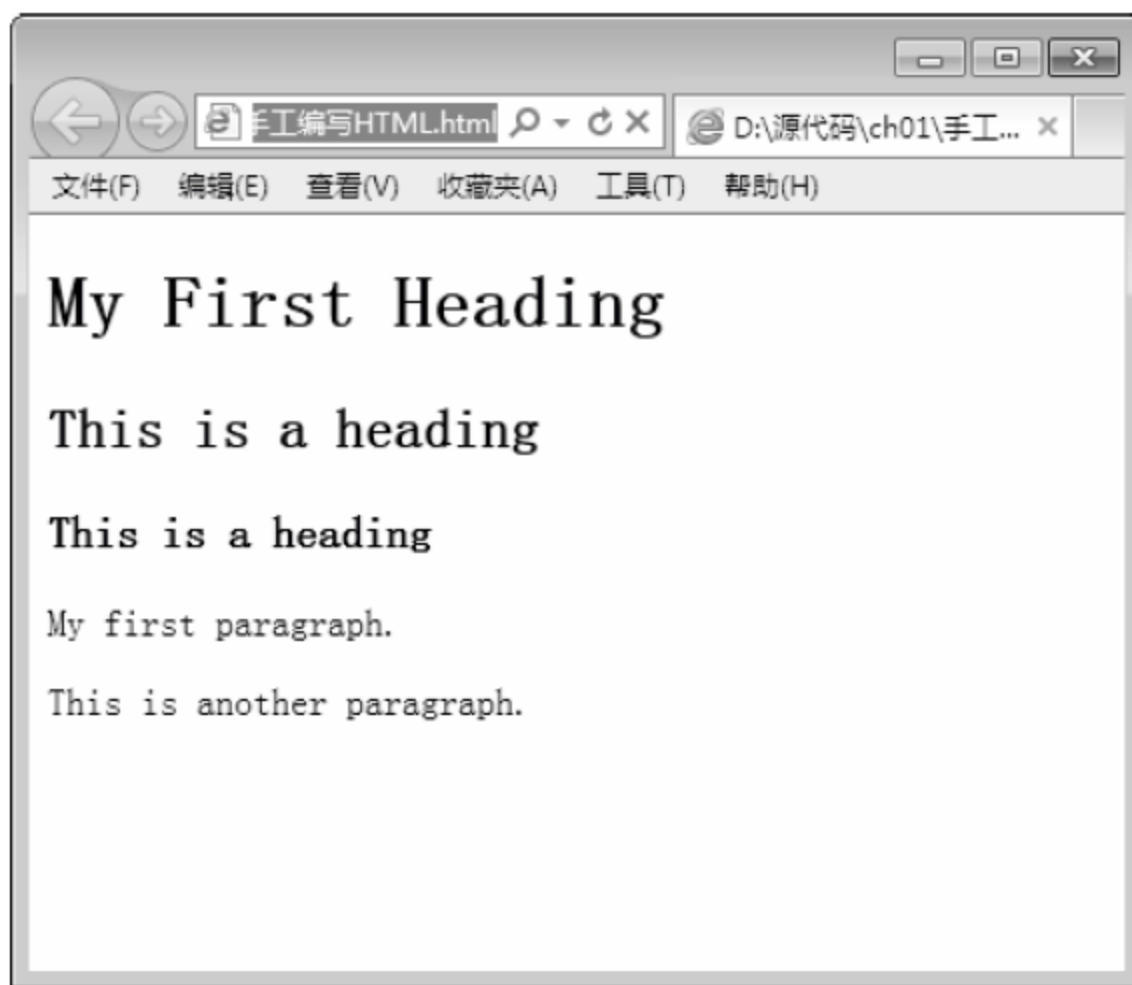 手工编写HTML.html D:\源代码\ch01\手工...
文件(F) 编辑(E) 查看(V) 收藏夹(A) 工具(T) 帮助(H)
My First Heading
This is a heading
This is a heading
My first paragraph.
This is another paragraph.